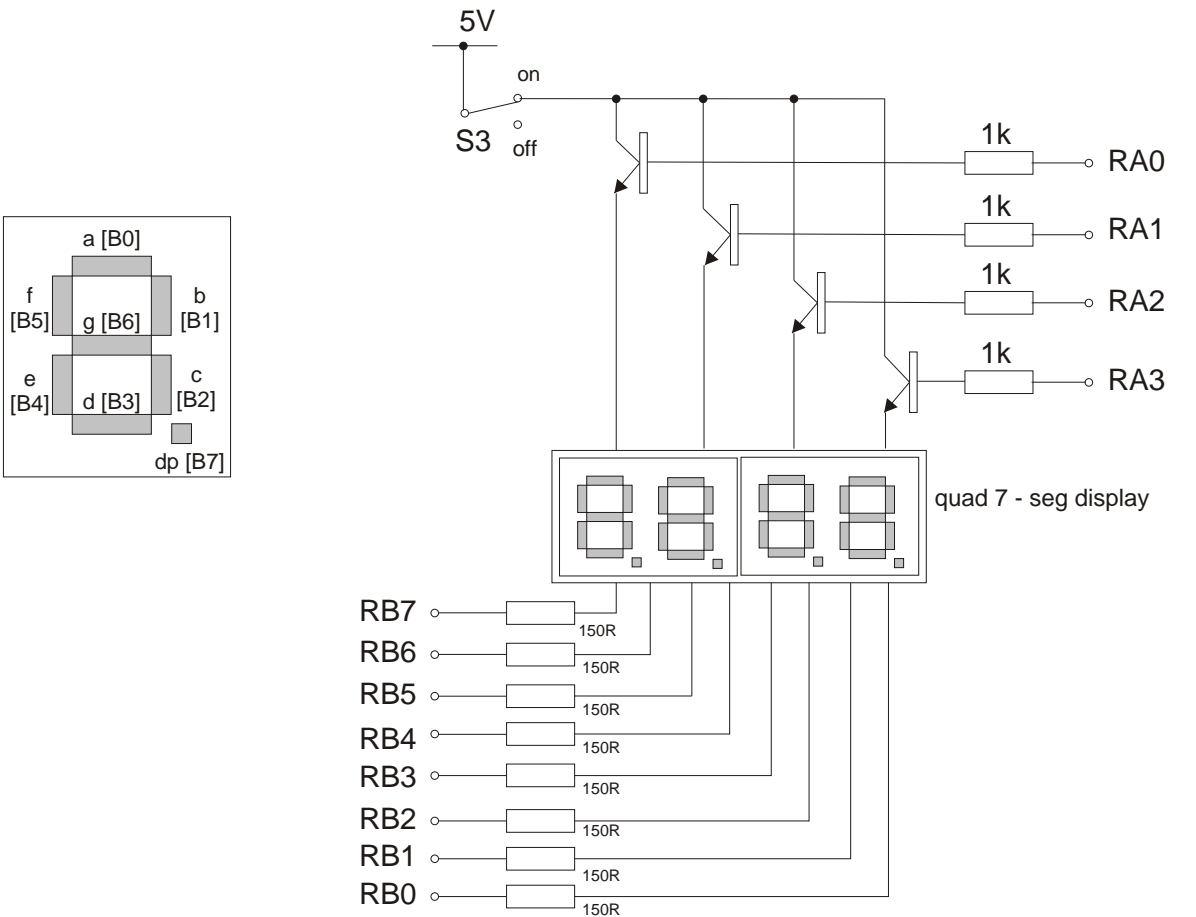 5V
on
S3
off
1k
RA0
1k
RA1
1k
RA2
1k
RA3
a [B0]
f
[B5]
b
[B1]
g [B6]
e
[B4]
c
[B2]
d [B3]
dp [B7]
quad 7 - seg display
RB7
150R
RB6
150R
RB5
150R
RB4
150R
RB3
150R
RB2
150R
RB1
150R
RB0
150R